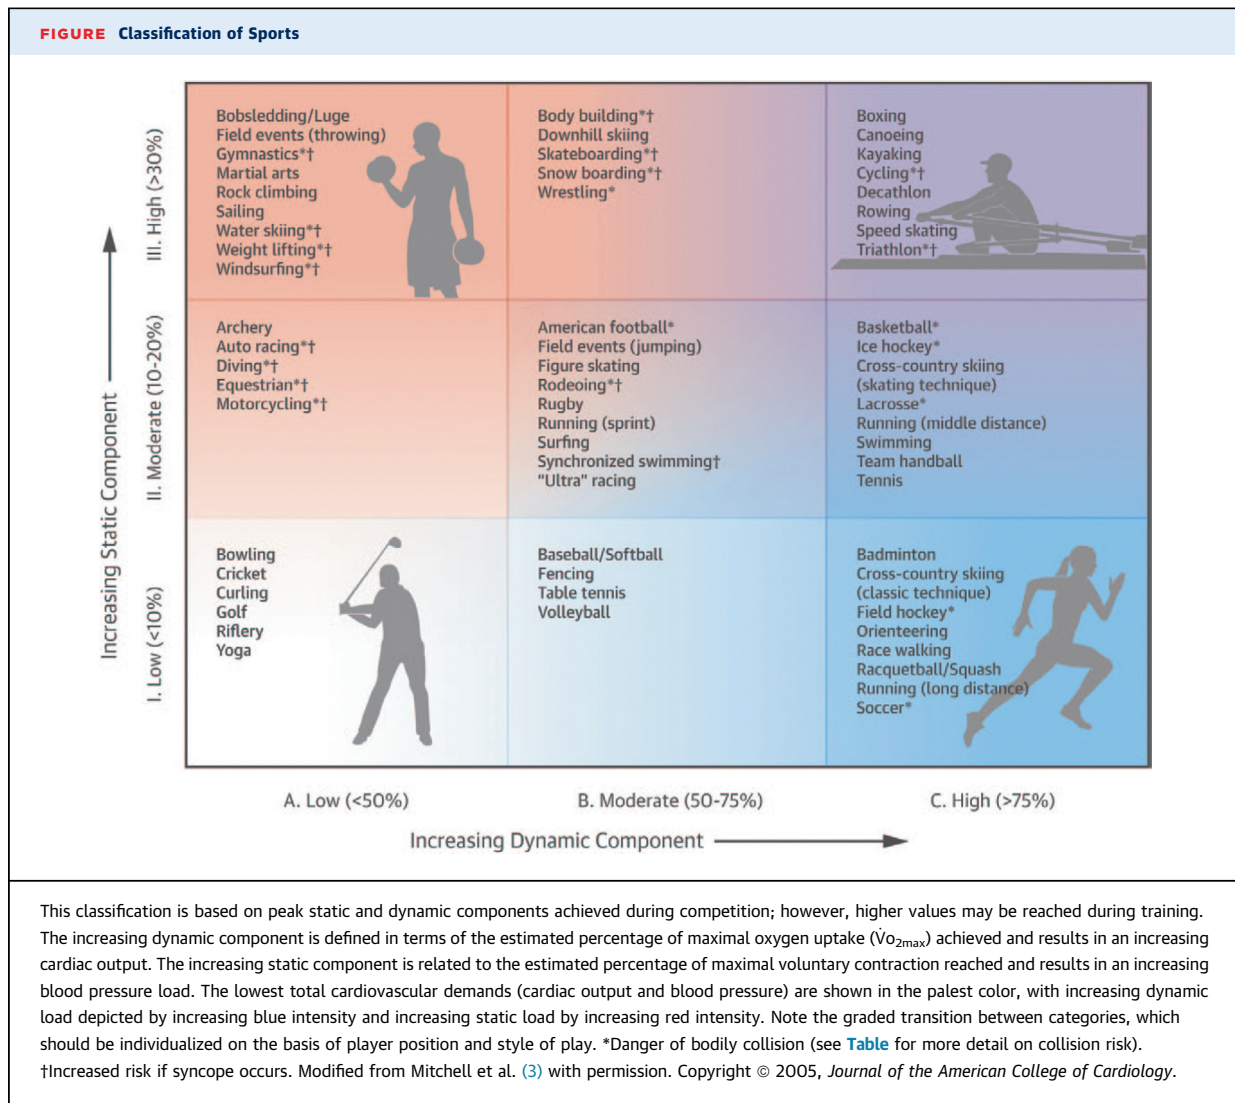 FIGURE Classification of Sports
Increasing Static Component
III. High (>30%)
II. Moderate (10-20%)
I. Low (<10%)
Bobsledding/Luge
Field events (throwing)
Gymnastics*†
Martial arts
Rock climbing
Sailing
Water skiing*†
Weight lifting*†
Windsurfing*†
Body building*†
Downhill skiing
Skateboarding*†
Snow boarding*†
Wrestling*
Boxing
Canoeing
Kayaking
Cycling*†
Decathlon
Rowing
Speed skating
Triathlon*†
Archery
Auto racing*†
Diving*†
Equestrian*†
Motorcycling*†
American football*
Field events (jumping)
Figure skating
Rodeoing*†
Rugby
Running (sprint)
Surfing
Synchronized swimming†
"Ultra" racing
Basketball*
Ice hockey*
Cross-country skiing
(skating technique)
Lacrosse*
Running (middle distance)
Swimming
Team handball
Tennis
Bowling
Cricket
Curling
Golf
Riflery
Yoga
Baseball/Softball
Fencing
Table tennis
Volleyball
Badminton
Cross-country skiing
(classic technique)
Field hockey*
Orienteering
Race walking
Racquetball/Squash
Running (long distance)
Soccer*
A. Low (<50%)
B. Moderate (50-75%)
C. High (>75%)
Increasing Dynamic Component
This classification is based on peak static and dynamic components achieved during competition; however, higher values may be reached during training.
The increasing dynamic component is defined in terms of the estimated percentage of maximal oxygen uptake (V̇o2max) achieved and results in an increasing
cardiac output. The increasing static component is related to the estimated percentage of maximal voluntary contraction reached and results in an increasing
blood pressure load. The lowest total cardiovascular demands (cardiac output and blood pressure) are shown in the palest color, with increasing dynamic
load depicted by increasing blue intensity and increasing static load by increasing red intensity. Note the graded transition between categories, which
should be individualized on the basis of player position and style of play. *Danger of bodily collision (see Table for more detail on collision risk).
†Increased risk if syncope occurs. Modified from Mitchell et al. (3) with permission. Copyright © 2005, Journal of the American College of Cardiology.